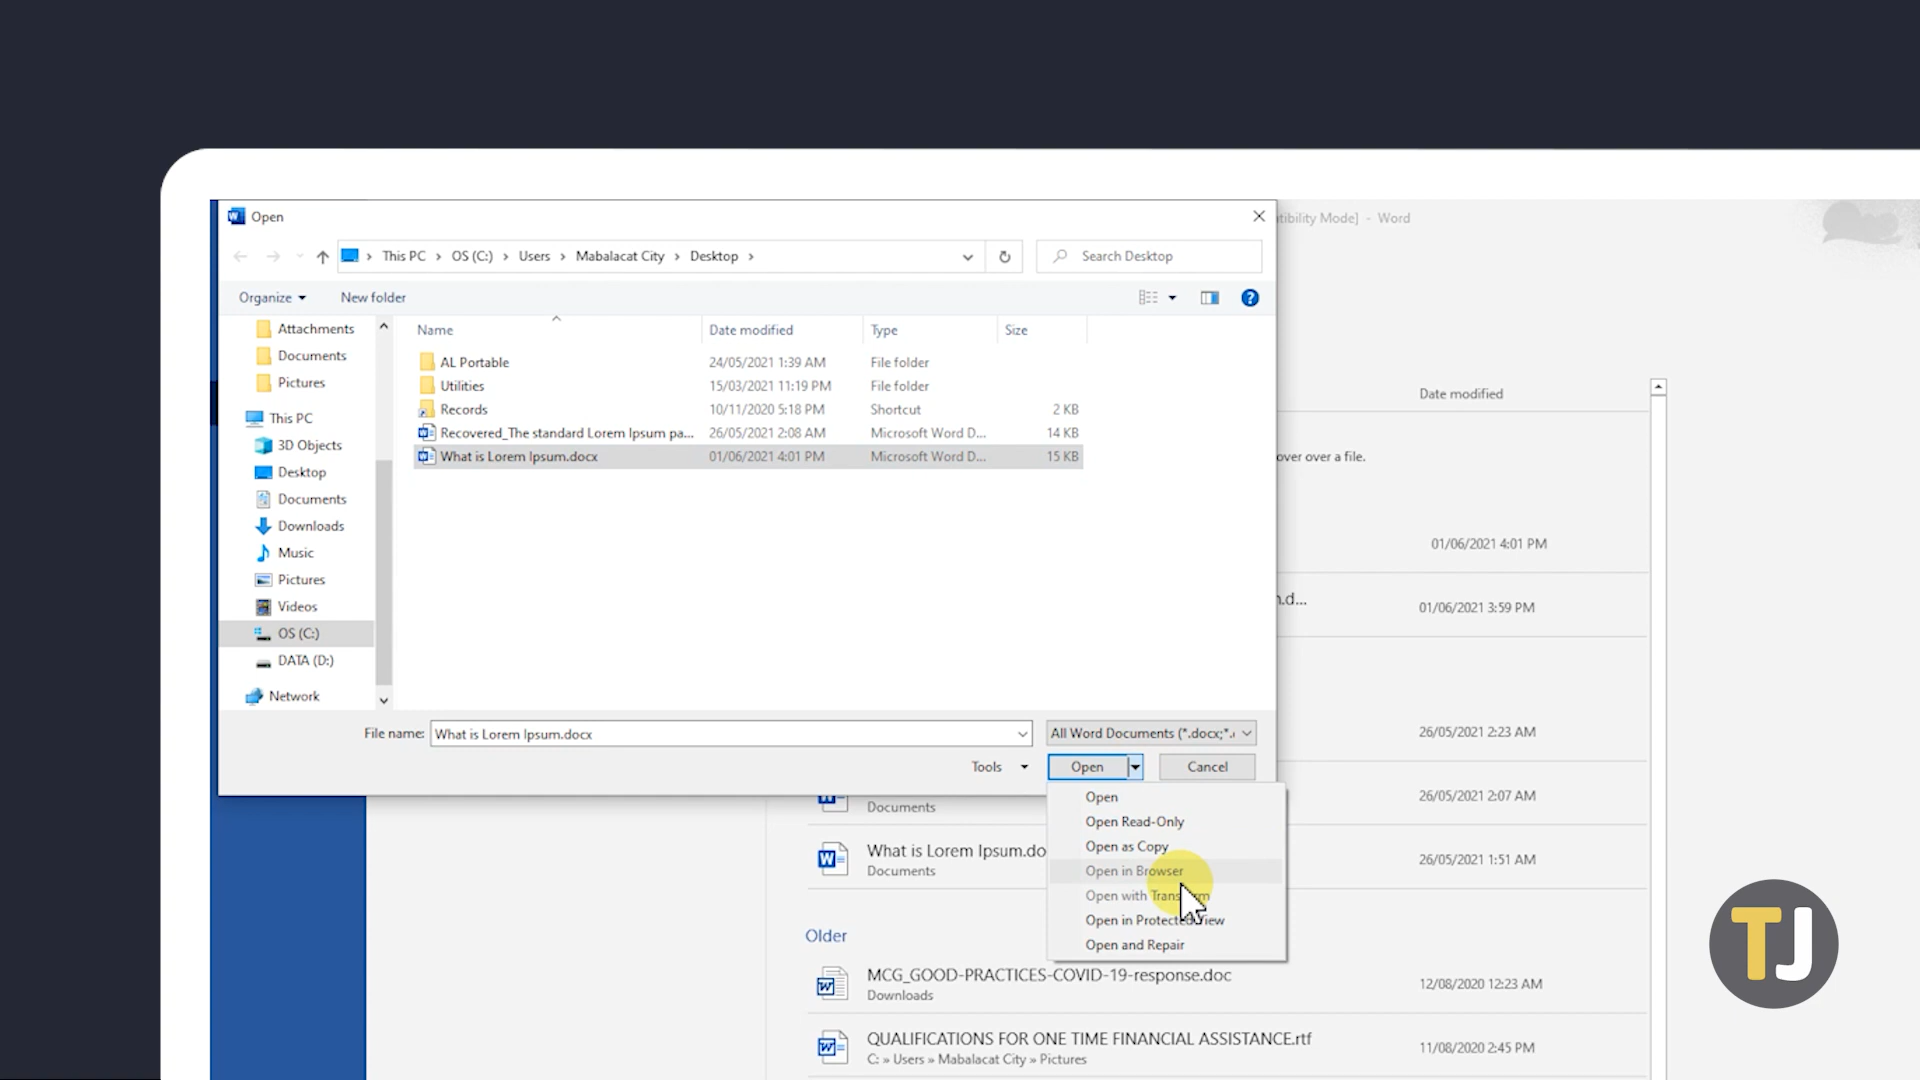 Open
tibility Mode] - Word
This PC > OS (C:) > Users > Mabalacat City > Desktop >
Search Desktop
Organize
New folder
Attachments
Documents
Pictures
This PC
3D Objects
Desktop
Documents
Downloads
Music
Pictures
Videos
OS (C:)
DATA (D:)
Network
Name Date modified Type Size
AL Portable 24/05/2021 1:39 AM File folder
Utilities 15/03/2021 11:19 PM File folder
Records 10/11/2020 5:18 PM Shortcut 2 KB
Recovered_The standard Lorem Ipsum pa... 26/05/2021 2:08 AM Microsoft Word D... 14 KB
What is Lorem Ipsum.docx 01/06/2021 4:01 PM Microsoft Word D... 15 KB
File name: What is Lorem Ipsum.docx
All Word Documents (*.docx;*.
Tools
Open
Cancel
Open
Open Read-Only
Open as Copy
Open in Browser
Open with Transform
Open in Protected View
Open and Repair
Date modified
over over a file.
01/06/2021 4:01 PM
.d... 01/06/2021 3:59 PM
26/05/2021 2:23 AM
Documents
26/05/2021 2:07 AM
What is Lorem Ipsum.do
Documents
26/05/2021 1:51 AM
Older
MCG_GOOD-PRACTICES-COVID-19-response.doc
Downloads
12/08/2020 12:23 AM
QUALIFICATIONS FOR ONE TIME FINANCIAL ASSISTANCE.rtf
C: » Users » Mabalacat City » Pictures
11/08/2020 2:45 PM
TJ